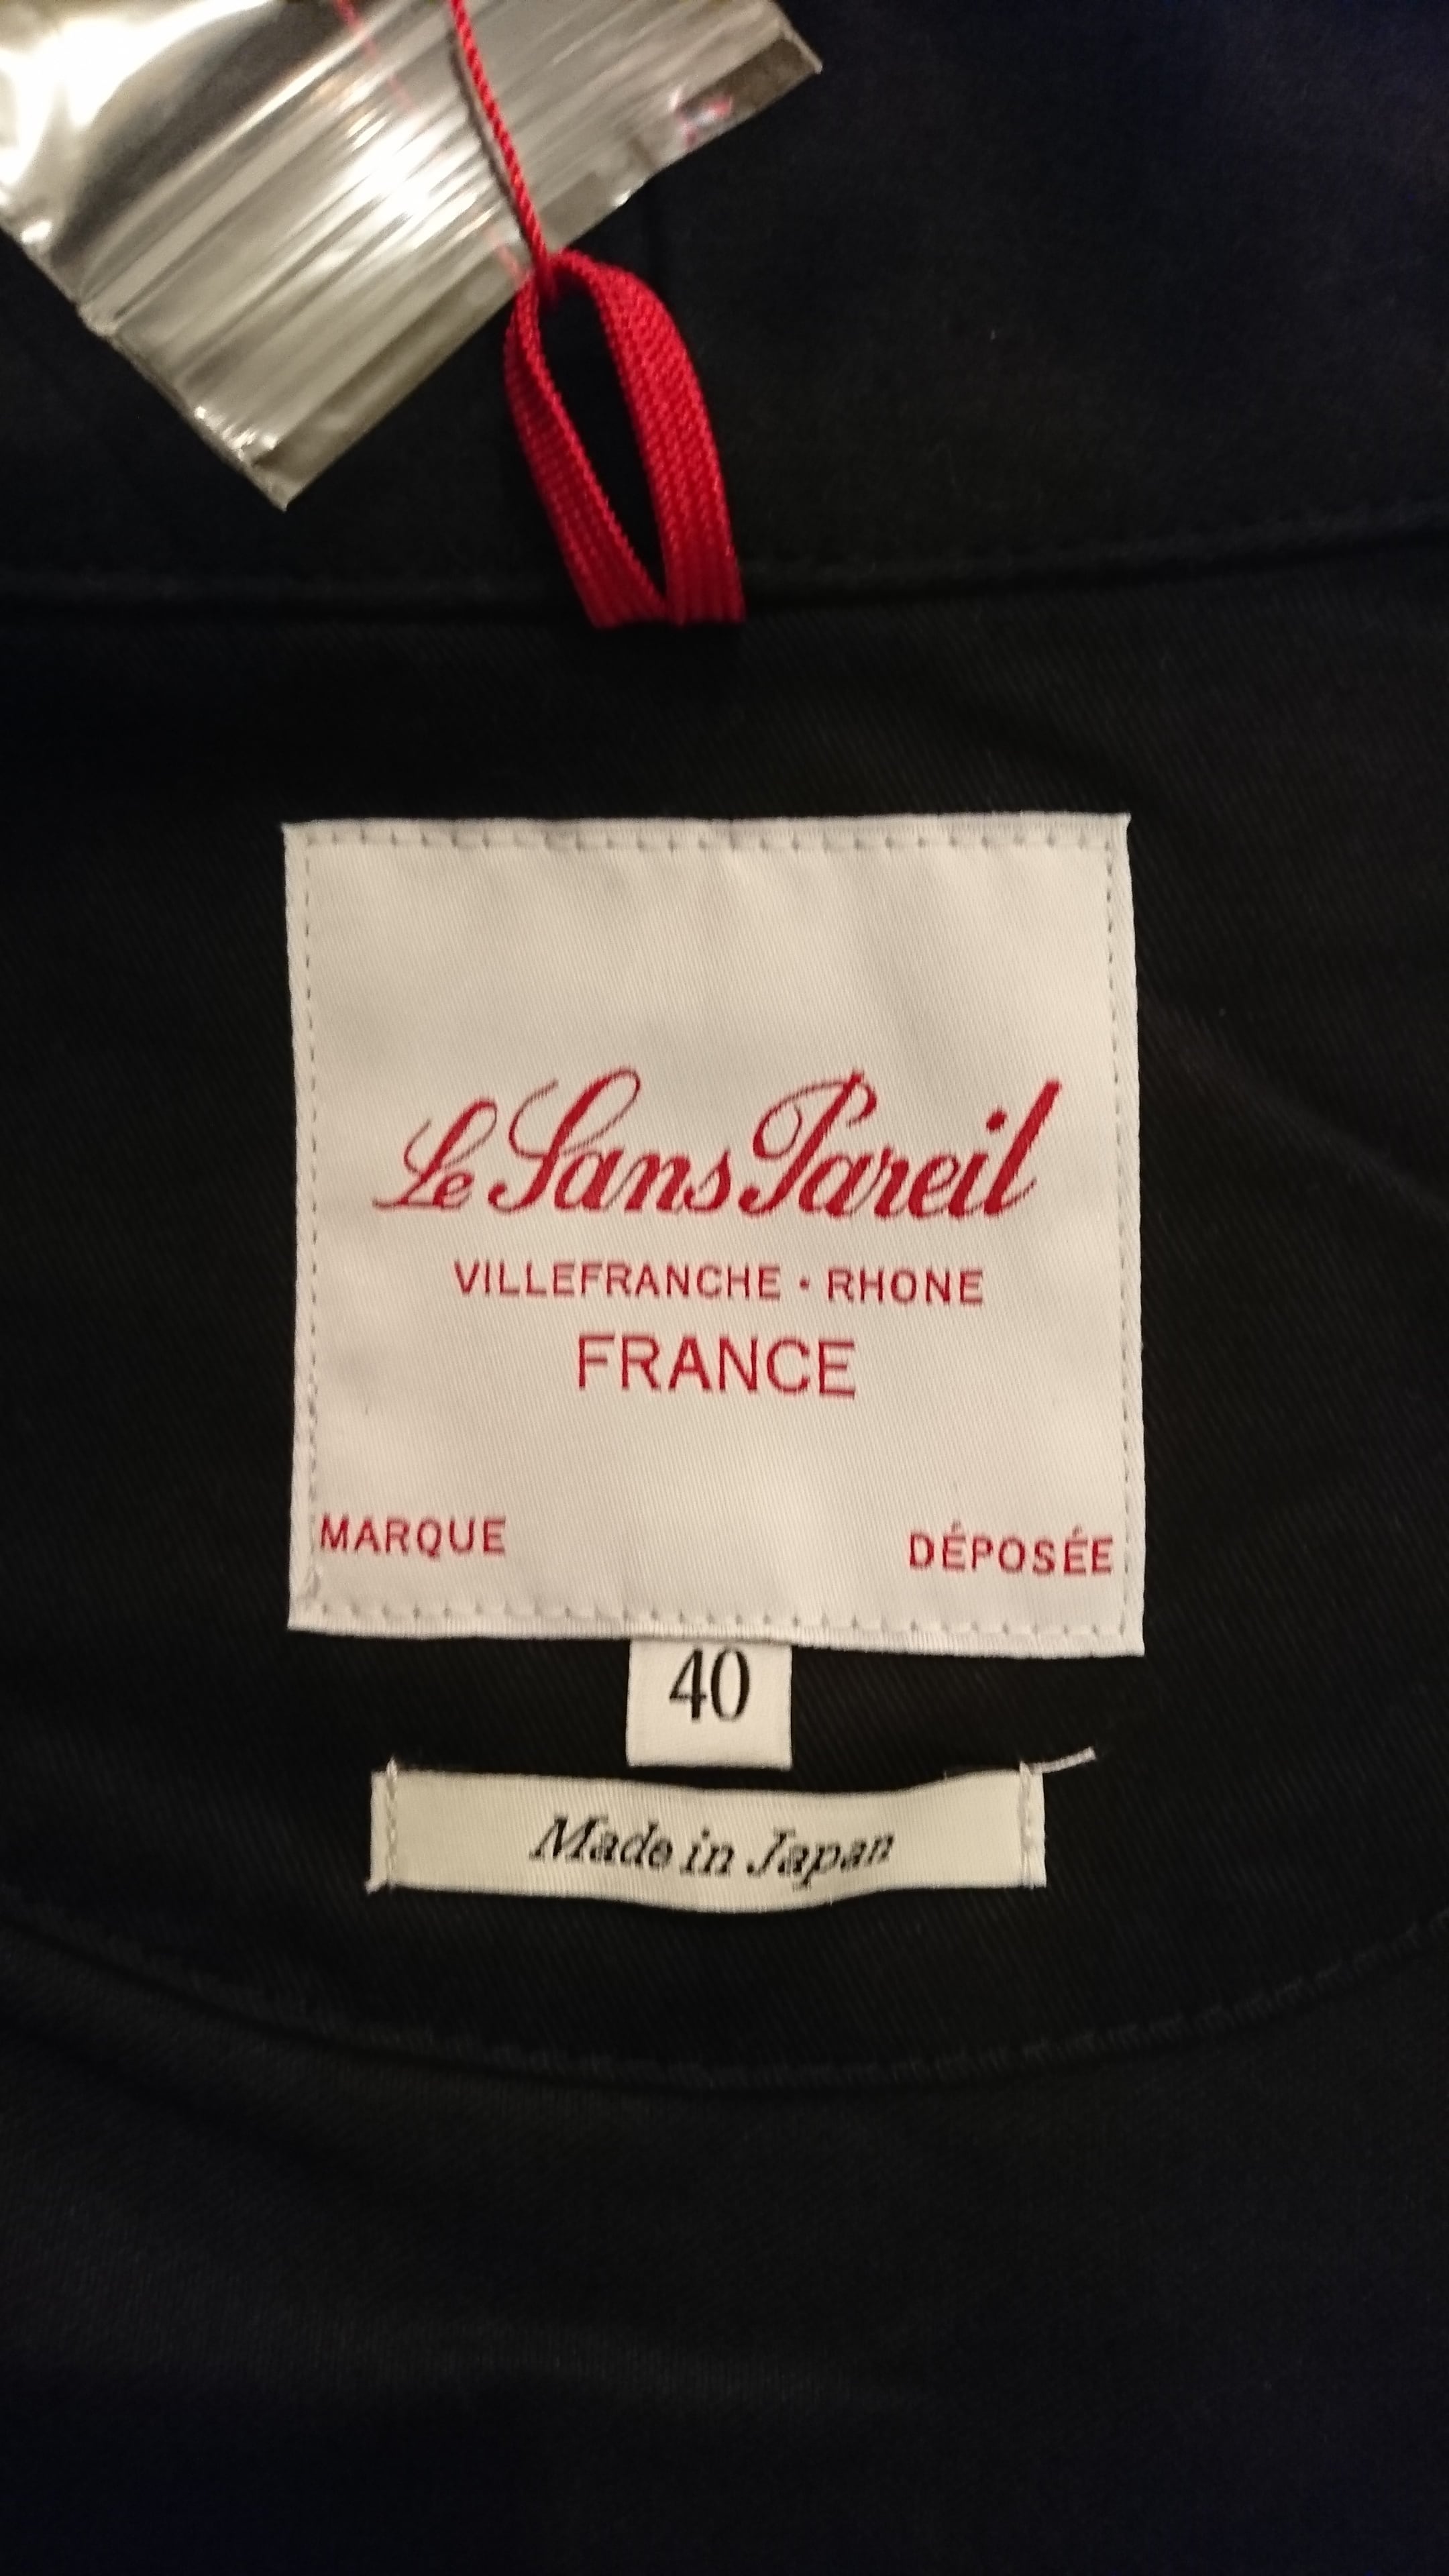 Le Sans Pareil
VILLEFRANCHE · RHONE
FRANCE
MARQUE DÉPOSÉE
40
Made in Japan